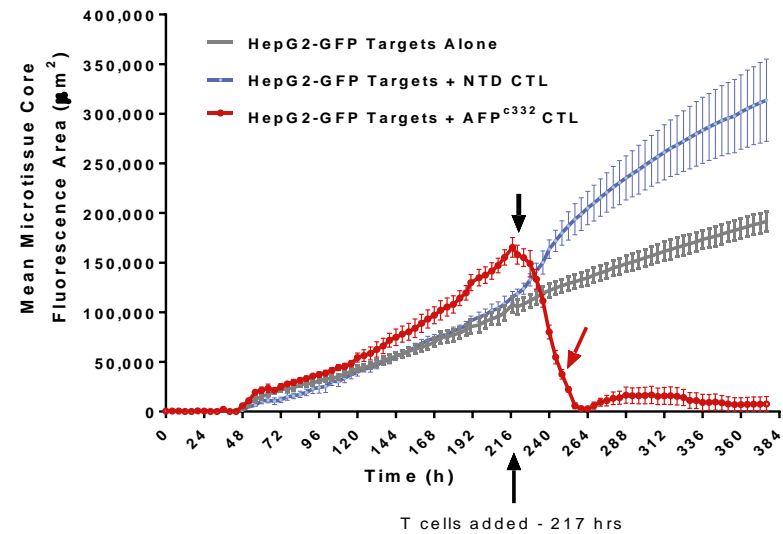 400,000
350,000
300,000
250,000
200,000
150,000
100,000
50,000
0
Mean Microtissue Core
Fluorescence Area (µm²)
HepG2-GFP Targets Alone
HepG2-GFP Targets + NTD CTL
HepG2-GFP Targets + AFPᶜ³³² CTL
0 24 48 72 96 120 144 168 192 216 240 264 288 312 336 360 384
Time (h)
T cells added - 217 hrs